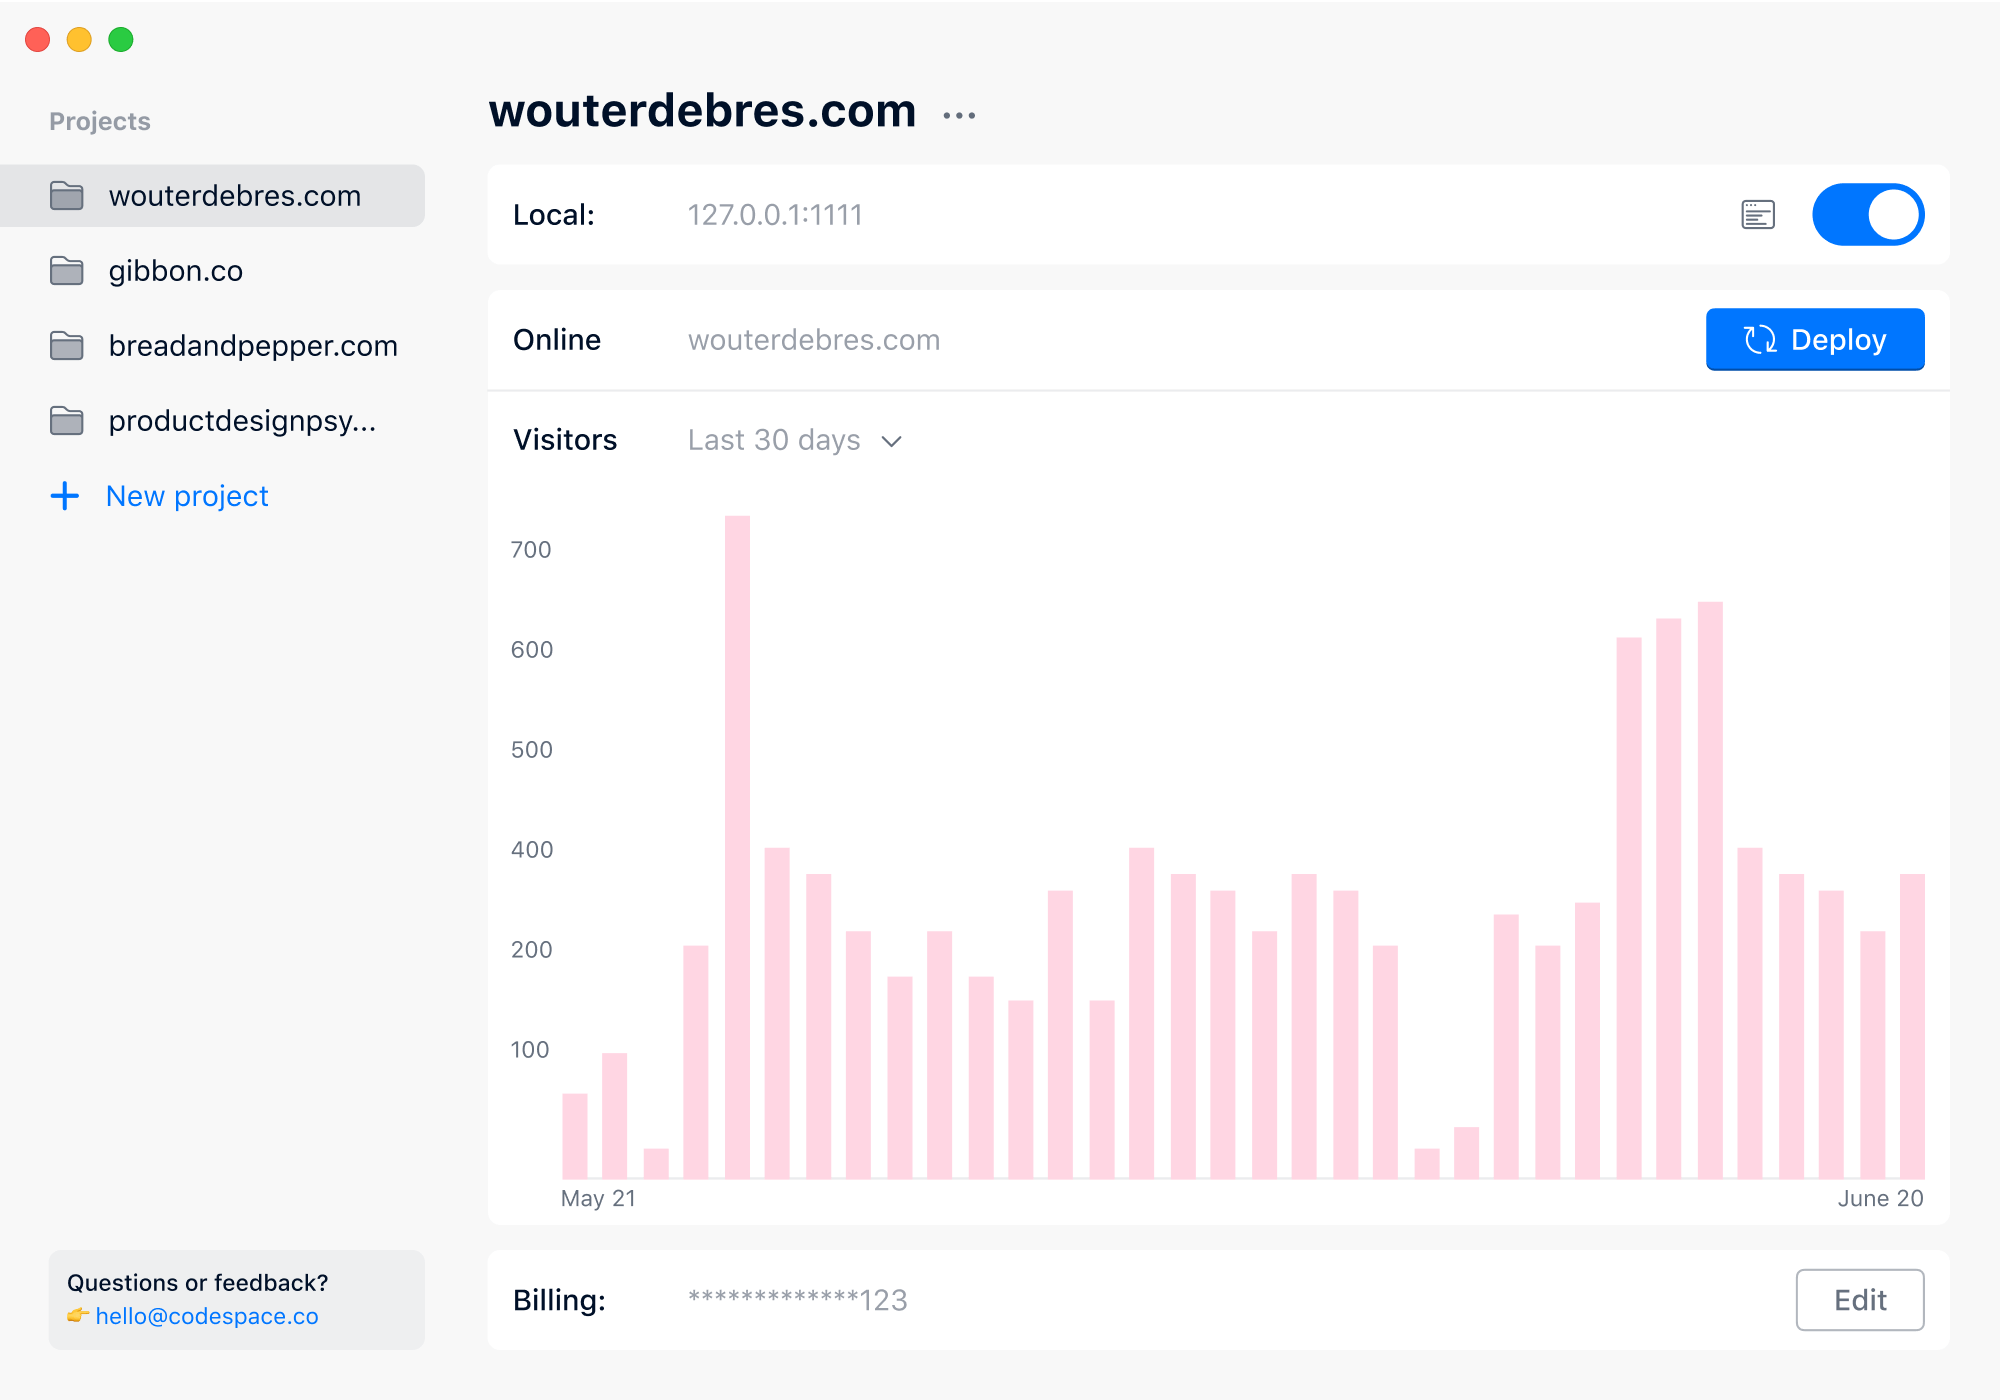 Projects
wouterdebres.com
gibbon.co
breadandpepper.com
productdesignpsy...
New project
Questions or feedback?
👉 hello@codespace.co
wouterdebres.com ...
Local: 127.0.0.1:1111
Online wouterdebres.com Deploy
Visitors Last 30 days
700
600
500
400
200
100
May 21 June 20
Billing: *************123 Edit